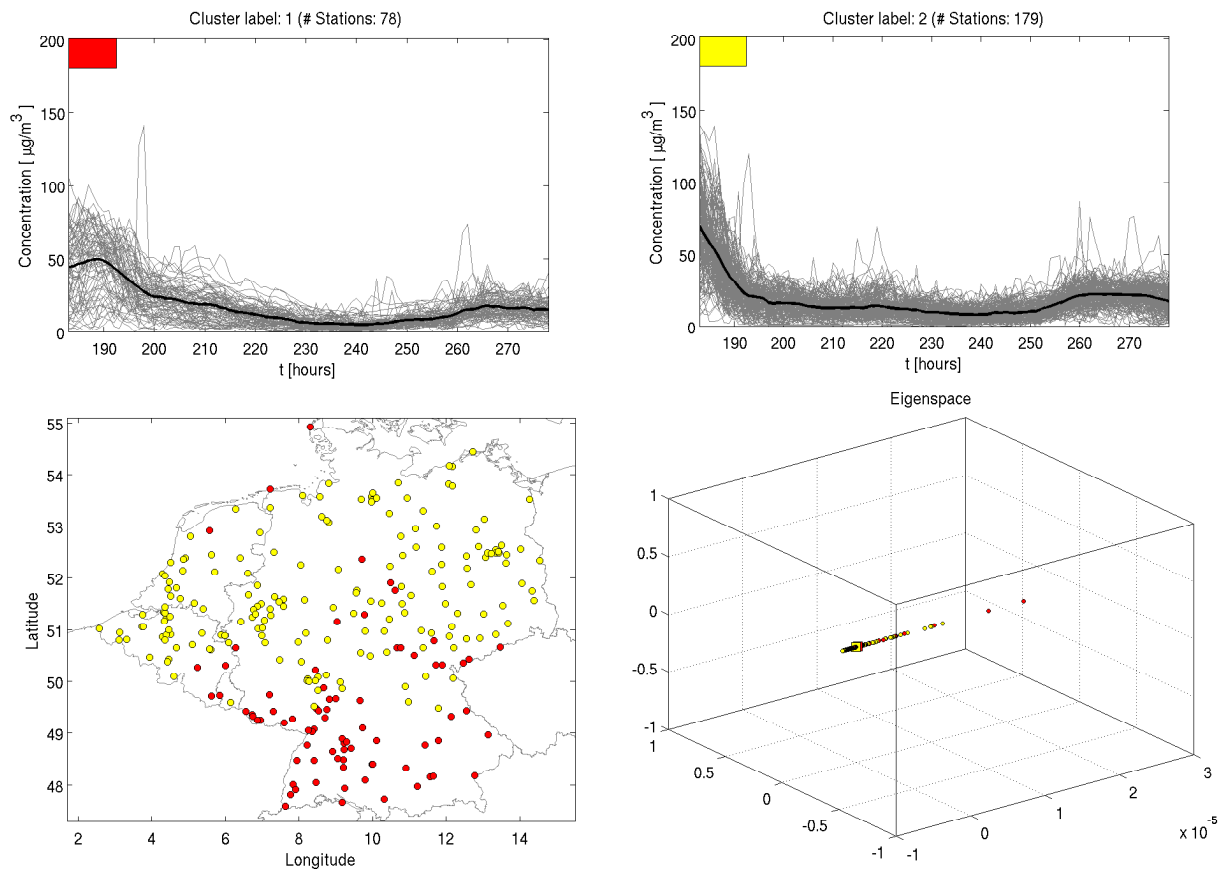 Cluster label: 1 (# Stations: 78)
200
150
100
50
0
Concentration [ µg/m³ ]
190 200 210 220 230 240 250 260 270
t [hours]
Cluster label: 2 (# Stations: 179)
200
150
100
50
0
Concentration [ µg/m³ ]
190 200 210 220 230 240 250 260 270
t [hours]
55
54
53
52
51
50
49
48
Latitude
2 4 6 8 10 12 14
Longitude
Eigenspace
1
0.5
0
-0.5
-1
1
0.5
0
-0.5
-1
-1
0
1
2
3
x 10⁻⁵